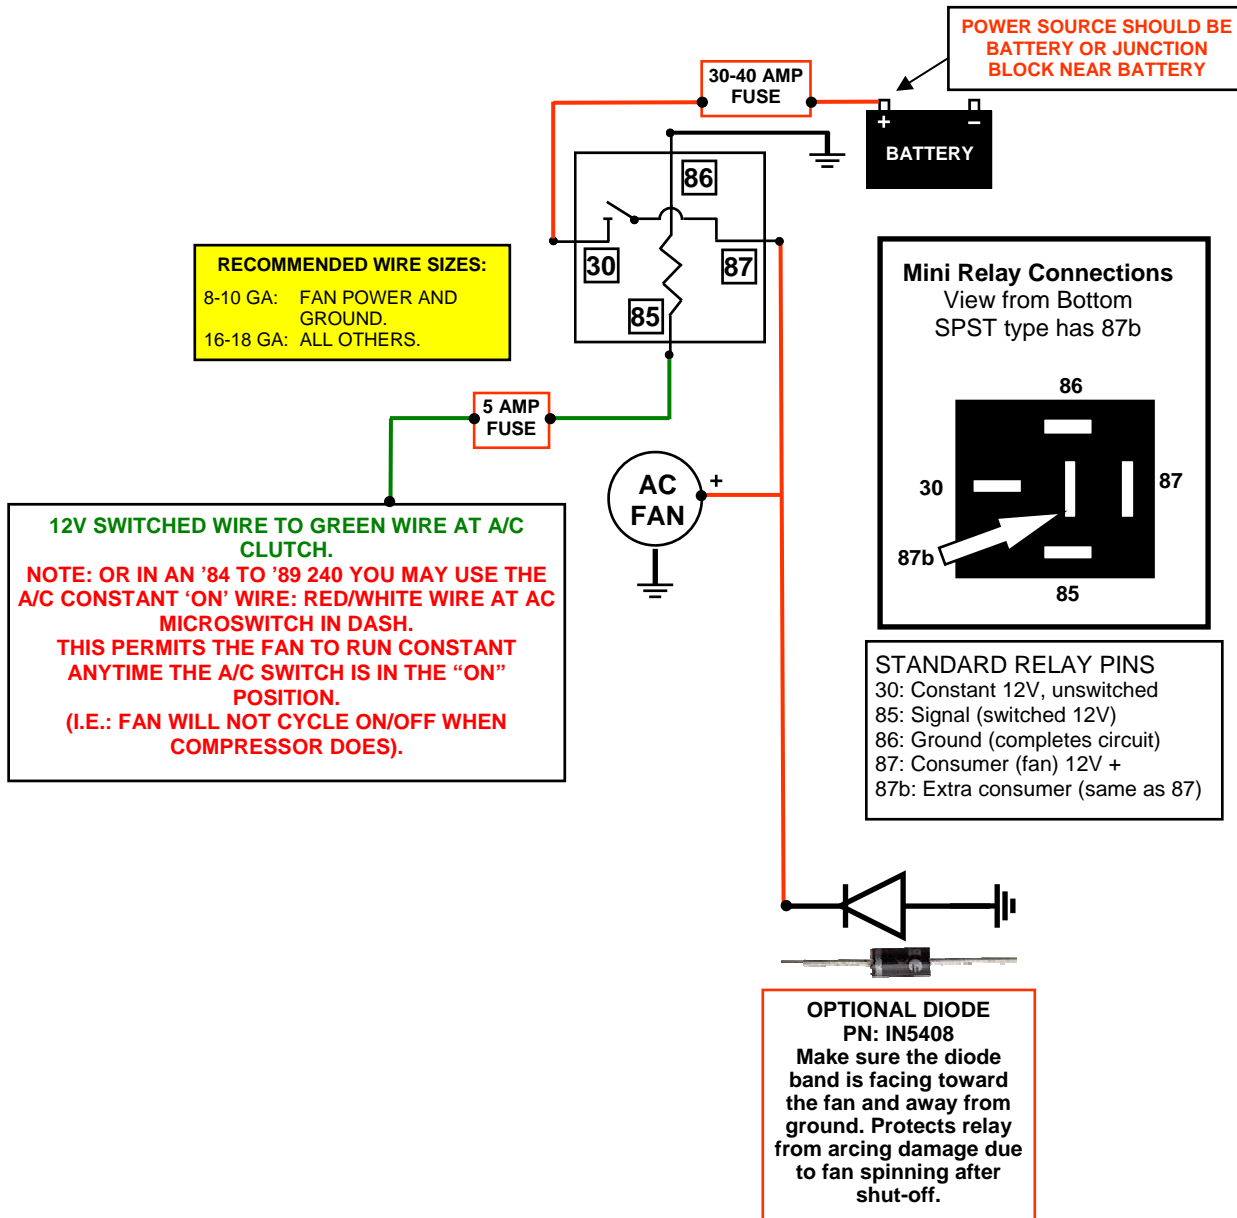 POWER SOURCE SHOULD BE
BATTERY OR JUNCTION
BLOCK NEAR BATTERY
30-40 AMP
FUSE
+ –
BATTERY
86
30
87
85
RECOMMENDED WIRE SIZES:
8-10 GA: FAN POWER AND
GROUND.
16-18 GA: ALL OTHERS.
5 AMP
FUSE
AC
FAN
+
12V SWITCHED WIRE TO GREEN WIRE AT A/C
CLUTCH.
NOTE: OR IN AN ’84 TO ’89 240 YOU MAY USE THE
A/C CONSTANT ‘ON’ WIRE: RED/WHITE WIRE AT AC
MICROSWITCH IN DASH.
THIS PERMITS THE FAN TO RUN CONSTANT
ANYTIME THE A/C SWITCH IS IN THE “ON”
POSITION.
(I.E.: FAN WILL NOT CYCLE ON/OFF WHEN
COMPRESSOR DOES).
Mini Relay Connections
View from Bottom
SPST type has 87b
86
30
87
87b
85
STANDARD RELAY PINS
30: Constant 12V, unswitched
85: Signal (switched 12V)
86: Ground (completes circuit)
87: Consumer (fan) 12V +
87b: Extra consumer (same as 87)
OPTIONAL DIODE
PN: IN5408
Make sure the diode
band is facing toward
the fan and away from
ground. Protects relay
from arcing damage due
to fan spinning after
shut-off.